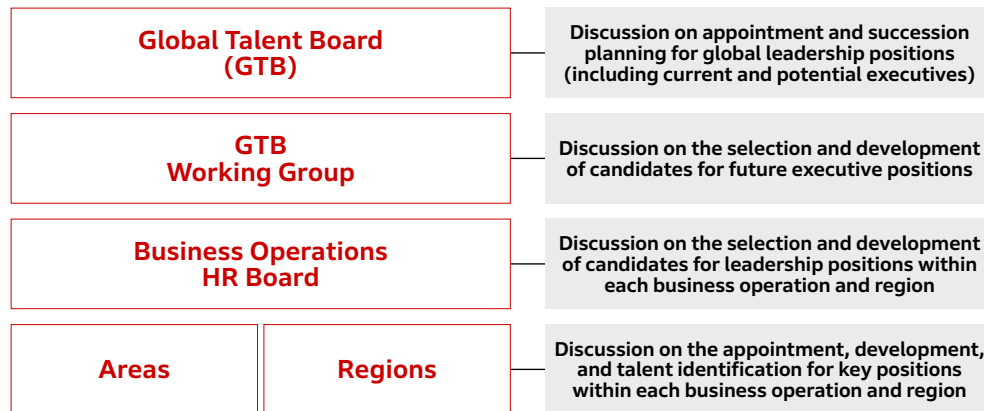 Global Talent Board
(GTB)
Discussion on appointment and succession
planning for global leadership positions
(including current and potential executives)
GTB
Working Group
Discussion on the selection and development
of candidates for future executive positions
Business Operations
HR Board
Discussion on the selection and development
of candidates for leadership positions within
each business operation and region
Areas
Regions
Discussion on the appointment, development,
and talent identification for key positions
within each business operation and region